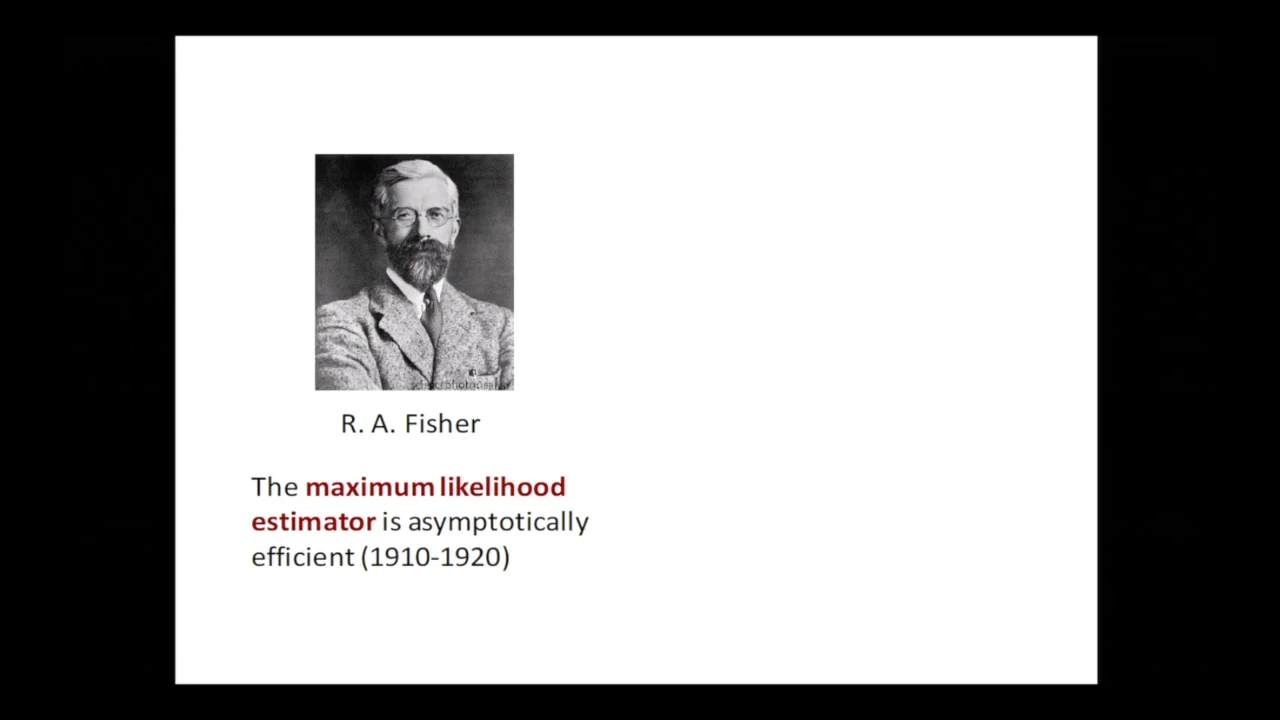 R. A. Fisher
The maximum likelihood
estimator is asymptotically
efficient (1910-1920)